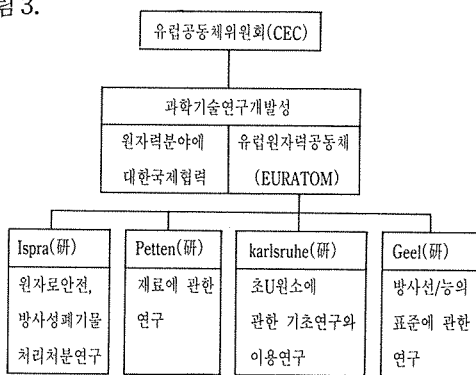 림 3.
유럽공동체위원회(CEC)
과학기술연구개발성
원자력분야에
대한국제협력
유럽원자력공동체
(EURATOM)
Ispra(研)
원자로안전,
방사성폐기물
처리처분연구
Petten(研)
재료에 관한
연구
karlsruhe(研)
초U원소에
관한 기초연구와
이용연구
Geel(研)
방사선/능의
표준에 관한
연구